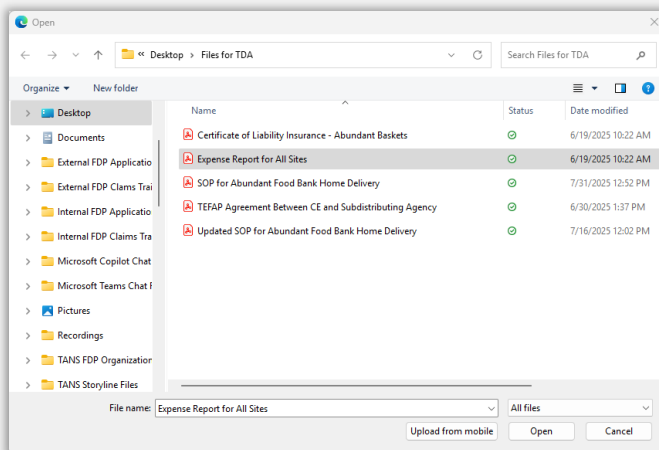 Open
« Desktop > Files for TDA
Search Files for TDA
Organize New folder
Name Status Date modified
Desktop
Documents
External FDP Applicatio
External FDP Clams Trai
Internal FDP Applicatio
Internal FDP Claims Tra
Microsoft Copilot Chat
Microsoft Teams Chat F
Pictures
Recordings
TANS FDP Organization
TANS Storyline Files
Certificate of Liability Insurance - Abundant Baskets 6/19/2025 10:22 AM
Expense Report for All Sites 6/19/2025 10:22 AM
SOP for Abundant Food Bank Home Delivery 7/31/2025 12:52 PM
TEFAP Agreement Between CE and Subdistributing Agency 6/30/2025 1:37 PM
Updated SOP for Abundant Food Bank Home Delivery 7/16/2025 12:02 PM
File name: Expense Report for All Sites All files
Upload from mobile Open Cancel